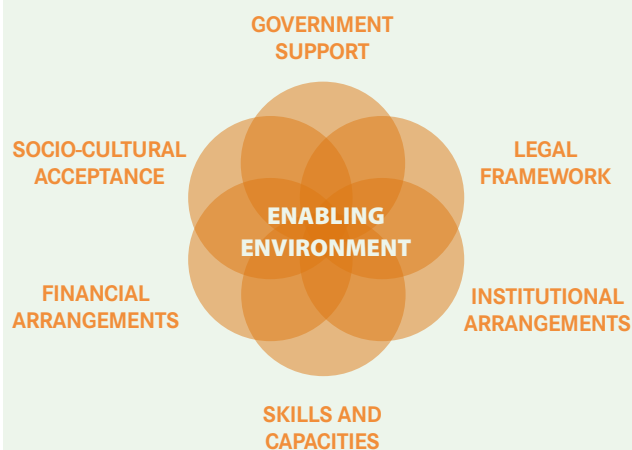 GOVERNMENT
SUPPORT
SOCIO-CULTURAL
ACCEPTANCE
LEGAL
FRAMEWORK
ENABLING
ENVIRONMENT
FINANCIAL
ARRANGEMENTS
INSTITUTIONAL
ARRANGEMENTS
SKILLS AND
CAPACITIES